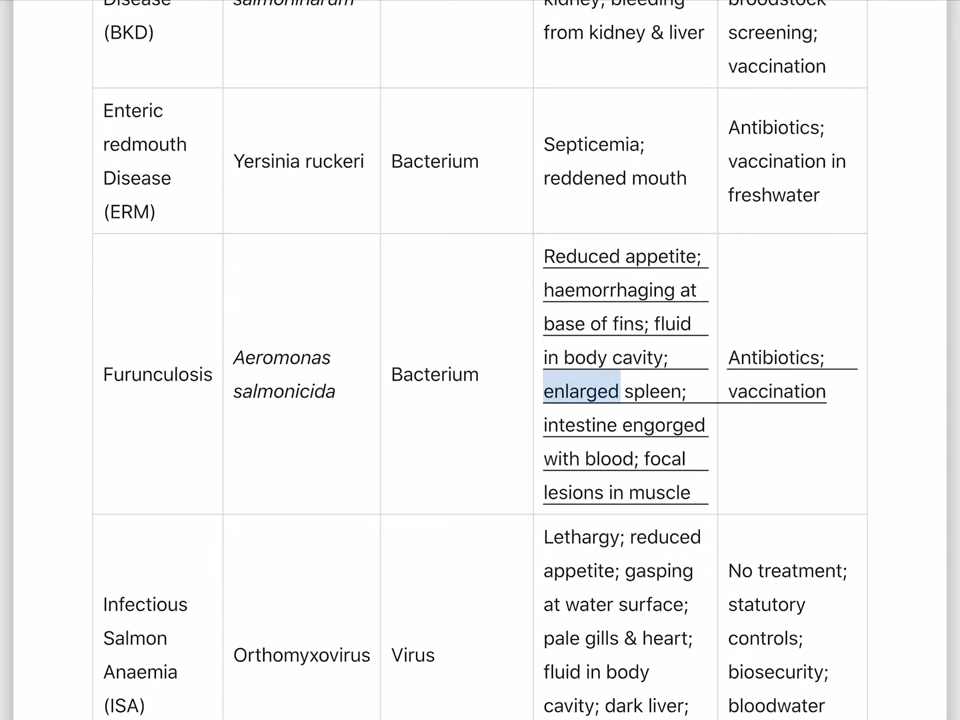 Disease
(BKD)
salmoninarum
kidney; bleeding
from kidney & liver
broodstock
screening;
vaccination
Enteric
redmouth
Disease
(ERM)
Yersinia ruckeri
Bacterium
Septicemia;
reddened mouth
Antibiotics;
vaccination in
freshwater
Furunculosis
Aeromonas
salmonicida
Bacterium
Reduced appetite;
haemorrhaging at
base of fins; fluid
in body cavity;
enlarged spleen;
intestine engorged
with blood; focal
lesions in muscle
Antibiotics;
vaccination
Infectious
Salmon
Anaemia
(ISA)
Orthomyxovirus
Virus
Lethargy; reduced
appetite; gasping
at water surface;
pale gills & heart;
fluid in body
cavity; dark liver;
No treatment;
statutory
controls;
biosecurity;
bloodwater